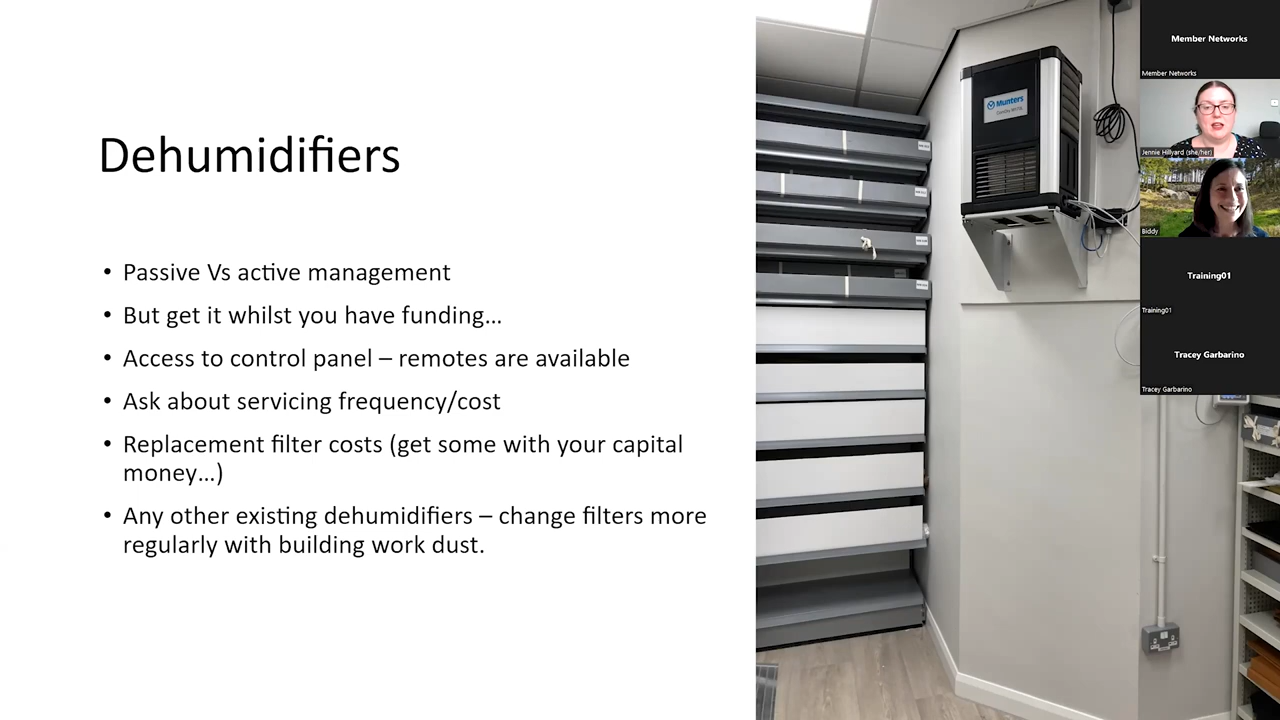 Dehumidifiers
• Passive Vs active management
• But get it whilst you have funding…
• Access to control panel – remotes are available
• Ask about servicing frequency/cost
• Replacement filter costs (get some with your capital
money…)
• Any other existing dehumidifiers – change filters more
regularly with building work dust.
Munters
Member Networks
Member Networks
Jennie Hillyard (she/her)
Biddy
Training01
Training01
Tracey Garbarino
Tracey Garbarino